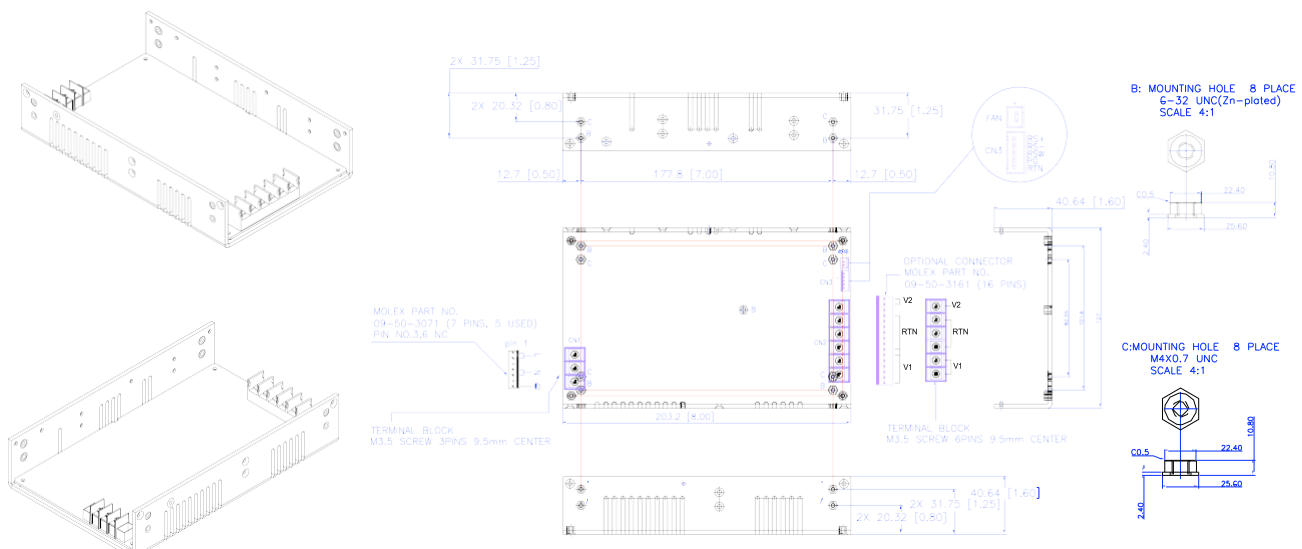 2X 31.75 [1.25]
2X 20.32 [0.80]
31.75 [1.25]
C
B
C
B
12.7 [0.50]
177.8 [7.00]
12.7 [0.50]
FAN
CN3
RTN
B: MOUNTING HOLE 8 PLACE
6-32 UNC(Zn-plated)
SCALE 4:1
C0.5
22.40
10.80
2.40
25.60
40.64 [1.60]
B
C
B
C
CN3
B
OPTIONAL CONNECTOR
MOLEX PART NO.
09-50-3161 (16 PINS)
V2
V2
RTN
RTN
V1
V1
CN2
MOLEX PART NO.
09-50-3071 (7 PINS, 5 USED)
PIN NO.3,6 NC
pin 1
L
N
CN1
C
B
C
B
127
203.2 [8.00]
TERMINAL BLOCK
M3.5 SCREW 3PINS 9.5mm CENTER
TERMINAL BLOCK
M3.5 SCREW 6PINS 9.5mm CENTER
C:MOUNTING HOLE 8 PLACE
M4X0.7 UNC
SCALE 4:1
C0.5
22.40
10.80
2.40
25.60
40.64 [1.60]
2X 31.75 [1.25]
2X 20.32 [0.80]